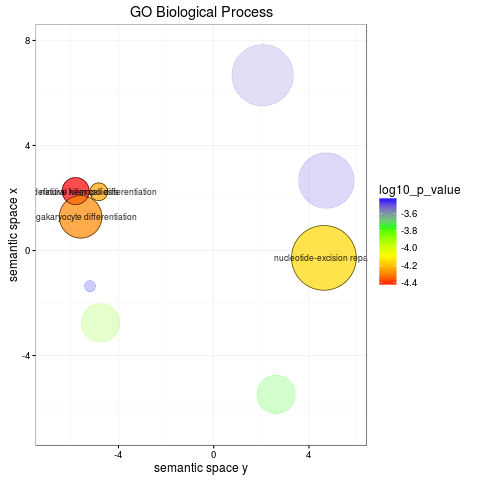 GO Biological Process
8
4
0
-4
semantic space x
differentiation
gakaryocyte differentiation
nucleotide-excision repa
-4
0
4
semantic space y
log10_p_value
-3.6
-3.8
-4.0
-4.2
-4.4